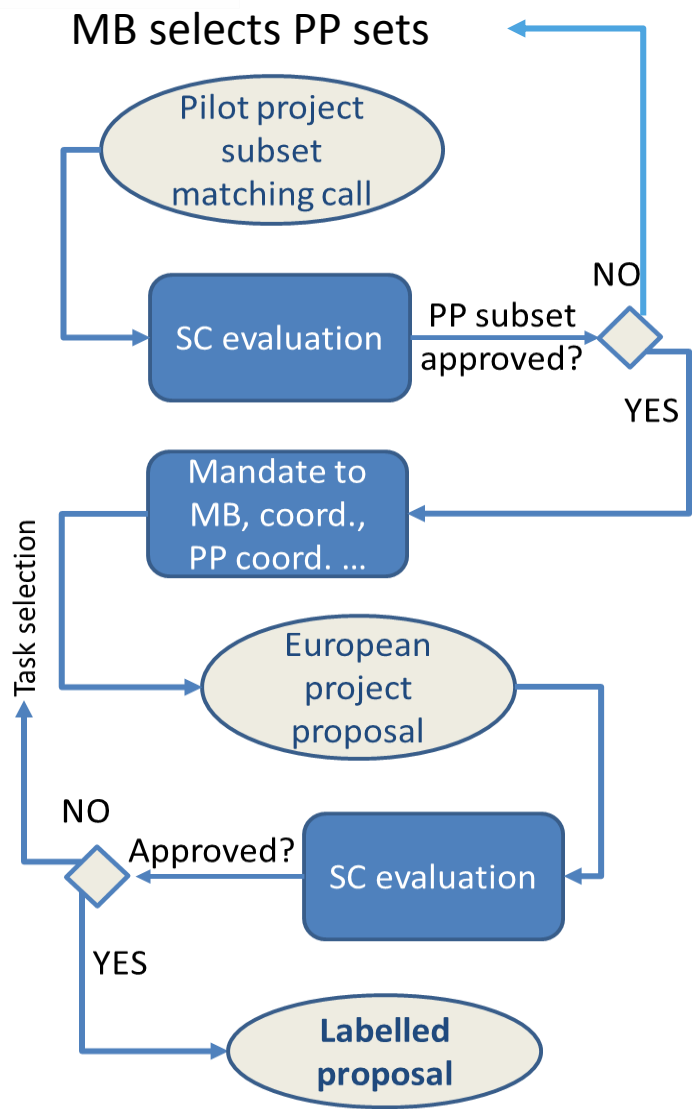 MB selects PP sets
Pilot project
subset
matching call
NO
SC evaluation
PP subset
approved?
YES
Mandate to
MB, coord.,
PP coord. ...
Task selection
European
project
proposal
NO
Approved?
SC evaluation
YES
Labelled
proposal